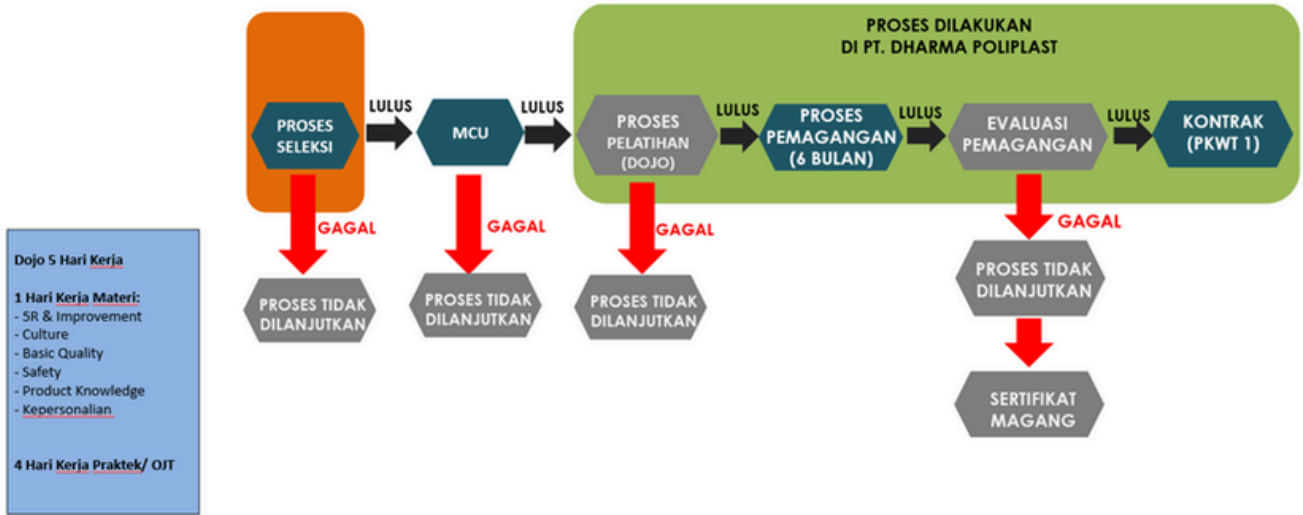 PROSES DILAKUKAN
DI PT. DHARMA POLIPLAST
PROSES
SELEKSI
LULUS
MCU
LULUS
PROSES
PELATIHAN
(DOJO)
LULUS
PROSES
PEMAGANGAN
(6 BULAN)
LULUS
EVALUASI
PEMAGANGAN
LULUS
KONTRAK
(PKWT 1)
GAGAL
GAGAL
GAGAL
GAGAL
PROSES TIDAK
DILANJUTKAN
PROSES TIDAK
DILANJUTKAN
PROSES TIDAK
DILANJUTKAN
PROSES TIDAK
DILANJUTKAN
SERTIFIKAT
MAGANG
Dojo 5 Hari Kerja
1 Hari Kerja Materi:
- 5R & Improvement
- Culture
- Basic Quality
- Safety
- Product Knowledge
- Kepersonalian
4 Hari Kerja Praktek/ OJT